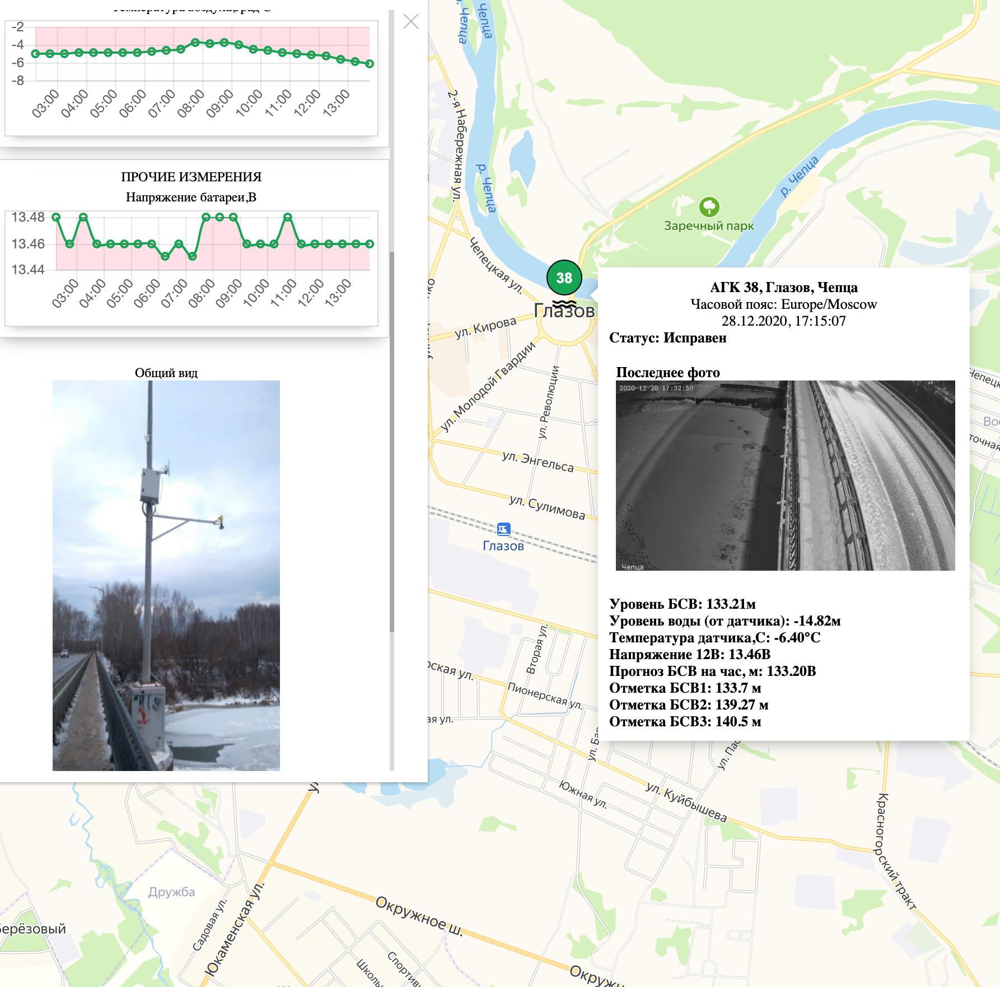 Температура воздуха,град С
-2
-4
-6
-8
03:00
04:00
05:00
06:00
07:00
08:00
09:00
10:00
11:00
12:00
13:00
ПРОЧИЕ ИЗМЕРЕНИЯ
Напряжение батареи,В
13.48
13.46
13.44
03:00
04:00
05:00
06:00
07:00
08:00
09:00
10:00
11:00
12:00
13:00
Общий вид
р. Чепца
Чепца
2-я Набережная ул.
р. Чепца
р. Чепца
Заречный парк
Чепецкая ул.
38
Глазов
ул. Кирова
ул. Молодой Гвардии
ул. Революции
ул. Энгельса
ул. Сулимова
Глазов
АГК 38, Глазов, Чепца
Часовой пояс: Europe/Moscow
28.12.2020, 17:15:07
Статус: Исправен
Последнее фото
2020-12-28 17:32:30
Чепца
Уровень БСВ: 133.21м
Уровень воды (от датчика): -14.82м
Температура датчика,С: -6.40°C
Напряжение 12В: 13.46В
Прогноз БСВ на час, м: 133.20В
Отметка БСВ1: 133.7 м
Отметка БСВ2: 139.27 м
Отметка БСВ3: 140.5 м
Вторая ул.
Пионерская ул.
ул.
Южная ул.
ул. Куйбышева
Красногорский тракт
Дружба
Садовая ул.
Юкаменская ул.
Окружное ш.